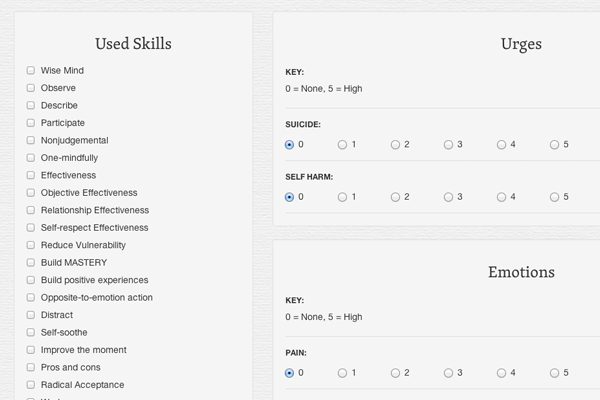 Used Skills
Wise Mind
Observe
Describe
Participate
Nonjudgemental
One-mindfully
Effectiveness
Objective Effectiveness
Relationship Effectiveness
Self-respect Effectiveness
Reduce Vulnerability
Build MASTERY
Build positive experiences
Opposite-to-emotion action
Distract
Self-soothe
Improve the moment
Pros and cons
Radical Acceptance
Urges
KEY:
0 = None, 5 = High
SUICIDE:
0 1 2 3 4 5
SELF HARM:
0 1 2 3 4 5
Emotions
KEY:
0 = None, 5 = High
PAIN:
0 1 2 3 4 5